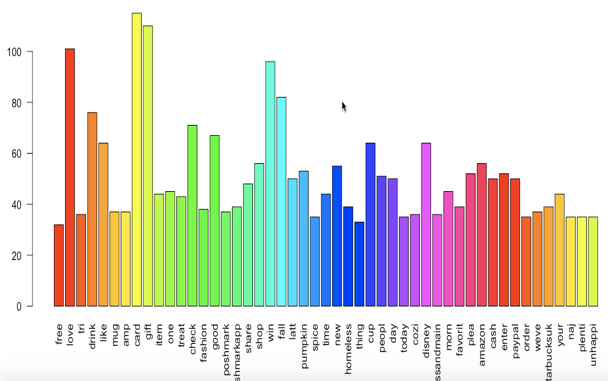 100
80
60
40
20
0
free
love
tri
drink
like
mug
amp
card
gift
item
one
treat
check
fashion
good
poshmark
shmarkapp
share
shop
win
fall
latt
pumpkin
spice
time
new
homeless
thing
cup
peopl
day
today
cozi
disney
ssandmain
morn
favorit
plea
amazon
cash
enter
paypal
order
weve
tarbucksuk
your
naj
plenti
unhappi